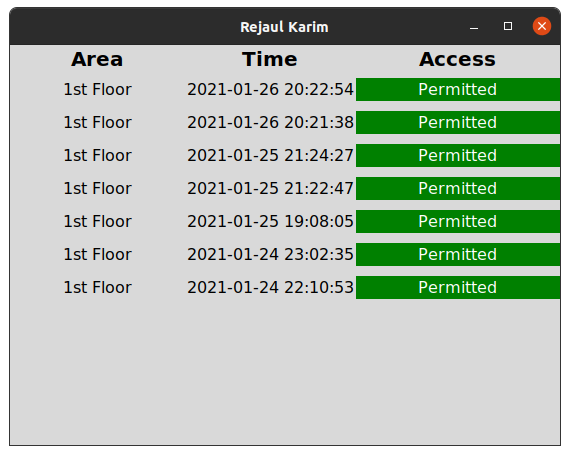 Rejaul Karim
Area Time Access
1st Floor 2021-01-26 20:22:54 Permitted
1st Floor 2021-01-26 20:21:38 Permitted
1st Floor 2021-01-25 21:24:27 Permitted
1st Floor 2021-01-25 21:22:47 Permitted
1st Floor 2021-01-25 19:08:05 Permitted
1st Floor 2021-01-24 23:02:35 Permitted
1st Floor 2021-01-24 22:10:53 Permitted